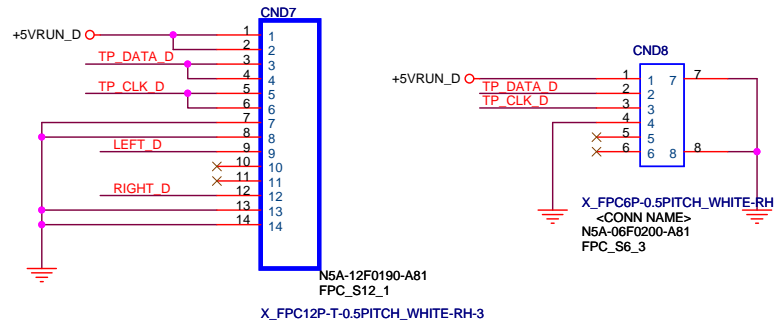 CND7
+5VRUN_D
1 1
2 2
TP_DATA_D 3 3
4 4
TP_CLK_D 5 5
6 6
7 7
8 8
LEFT_D 9 9
10 10
11 11
RIGHT_D 12 12
13 13
14 14
N5A-12F0190-A81
FPC_S12_1
X_FPC12P-T-0.5PITCH_WHITE-RH-3
CND8
+5VRUN_D
1 1 7 7
TP_DATA_D 2 2
TP_CLK_D 3 3
4 4
5 5
6 6 8 8
X_FPC6P-0.5PITCH_WHITE-RH
<CONN NAME>
N5A-06F0200-A81
FPC_S6_3